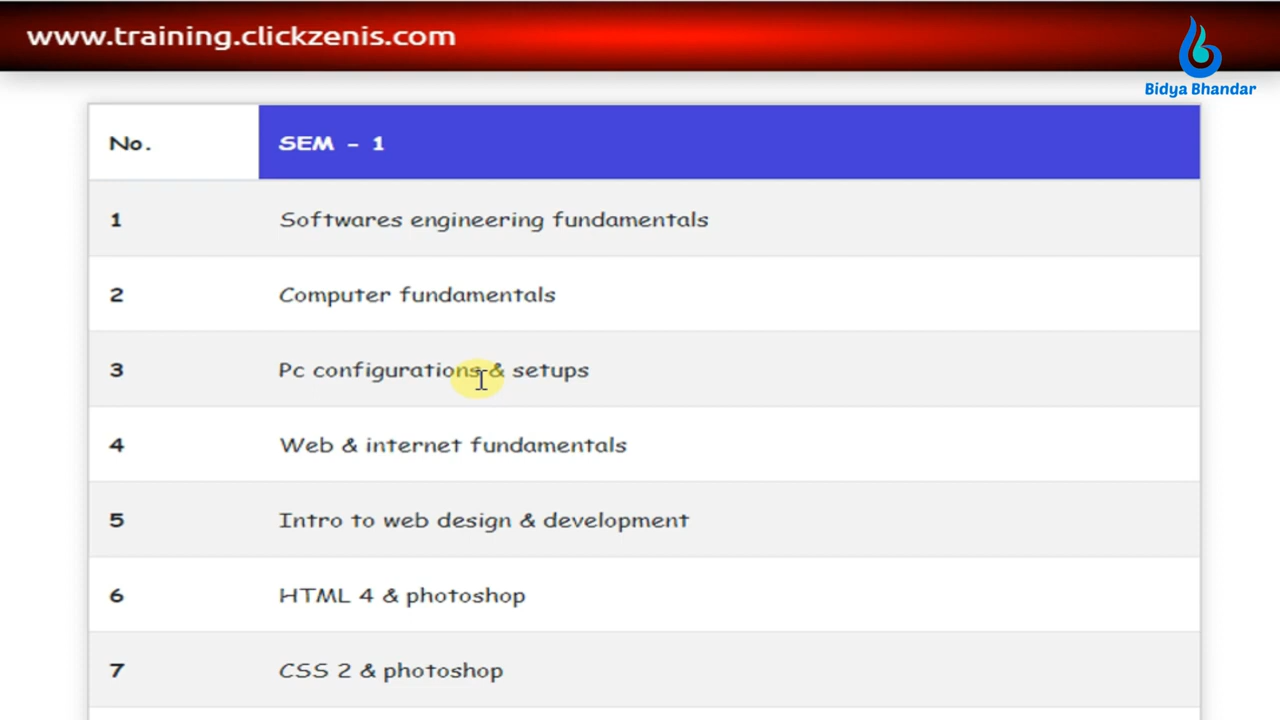 www.training.clickzenis.com
Bidya Bhandar
No. SEM - 1
1 Softwares engineering fundamentals
2 Computer fundamentals
3 Pc configurations & setups
4 Web & internet fundamentals
5 Intro to web design & development
6 HTML 4 & photoshop
7 CSS 2 & photoshop